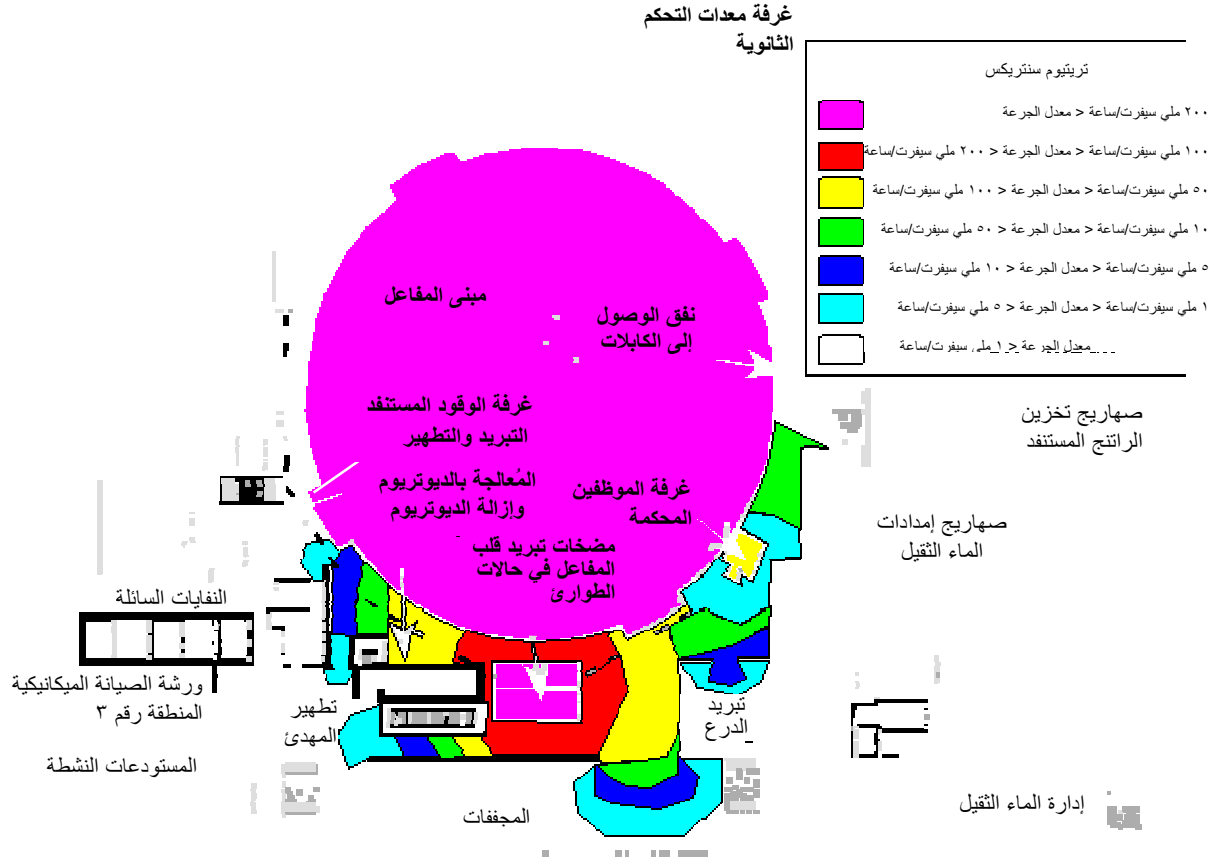 غرفة معدات التحكم
الثانوية
تريتيوم سنتريكس
٢٠٠ ملي سيفرت/ساعة < معدل الجرعة
١٠٠ ملي سيفرت/ساعة < معدل الجرعة < ٢٠٠ ملي سيفرت/ساعة
٥٠ ملي سيفرت/ساعة < معدل الجرعة < ١٠٠ ملي سيفرت/ساعة
١٠ ملي سيفرت/ساعة < معدل الجرعة < ٥٠ ملي سيفرت/ساعة
٥ ملي سيفرت/ساعة < معدل الجرعة < ١٠ ملي سيفرت/ساعة
١ ملي سيفرت/ساعة < معدل الجرعة < ٥ ملي سيفرت/ساعة
معدل الجرعة < ١ ملي سيفرت/ساعة
مبنى المفاعل
نفق الوصول
إلى الكابلات
غرفة الوقود المستنفد
التبريد والتطهير
صهاريج تخزين
الراتنج المستنفد
المُعالجة بالديوتريوم
وإزالة الديوتريوم
غرفة الموظفين
المحكمة
صهاريج إمدادات
الماء الثقيل
مضخات تبريد قلب
المفاعل في حالات
الطوارئ
النفايات السائلة
ورشة الصيانة الميكانيكية
المنطقة رقم ٣
تطهير
المهدئ
تبريد
الدرع
المستودعات النشطة
المجففات
إدارة الماء الثقيل